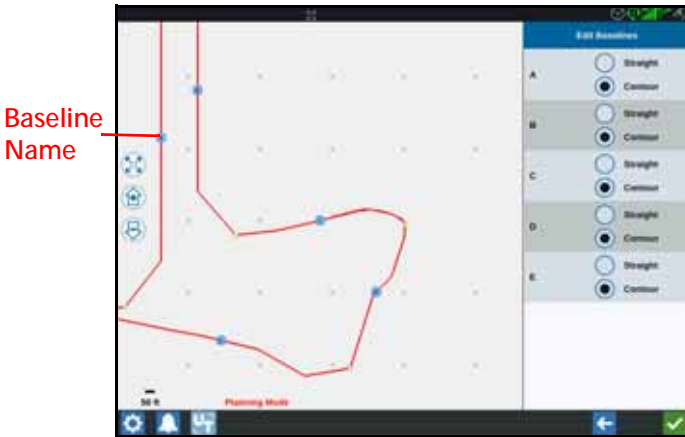 Baseline
Name
Edit Baselines
A
Straight
Contour
B
Straight
Contour
C
Straight
Contour
D
Straight
Contour
E
Straight
Contour
50 ft
Planning Mode